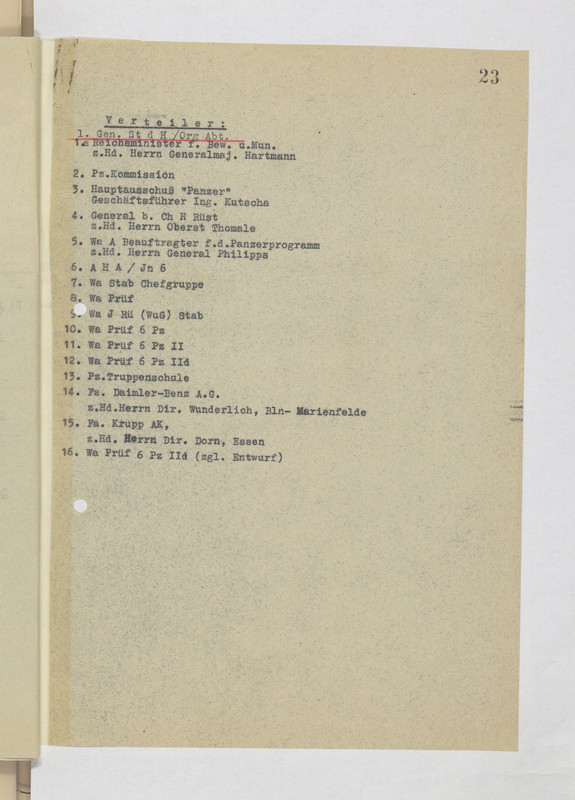 23
Verteiler:
1. Gen. St d H /Org Abt.
1.a Reichsminister f. Bew. u.Mun.
z.Hd. Herrn Generalmaj. Hartmann
2. Pz.Kommission
3. Hauptausschuß "Panzer"
Geschäftsführer Ing. Kutscha
4. General b. Ch H Rüst
z.Hd. Herrn Oberst Thomale
5. Wa A Beauftragter f.d.Panzerprogramm
z.Hd. Herrn General Philipps
6. A H A / Jn 6
7. Wa Stab Chefgruppe
8. Wa Prüf
9. Wa J Rü (WuG) Stab
10. Wa Prüf 6 Pz
11. Wa Prüf 6 Pz II
12. Wa Prüf 6 Pz IId
13. Pz.Truppenschule
14. Fa. Daimler-Benz A.G.
z.Hd.Herrn Dir. Wunderlich, Bln- Marienfelde
15. Fa. Krupp AK,
z.Hd. Herrn Dir. Dorn, Essen
16. Wa Prüf 6 Pz IId (zgl. Entwurf)